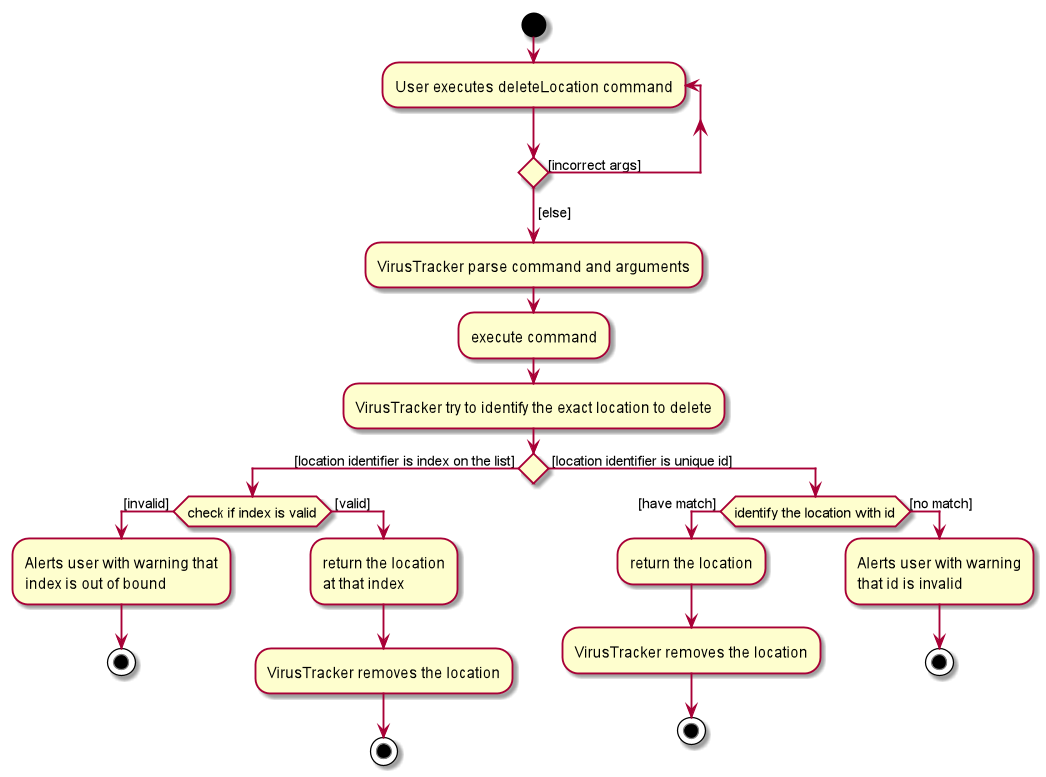 User executes deleteLocation command
[incorrect args]
[else]
VirusTracker parse command and arguments
execute command
VirusTracker try to identify the exact location to delete
[location identifier is index on the list]
[location identifier is unique id]
[invalid]
check if index is valid
[valid]
[have match]
identify the location with id
[no match]
Alerts user with warning that
index is out of bound
return the location
at that index
return the location
Alerts user with warning
that id is invalid
VirusTracker removes the location
VirusTracker removes the location